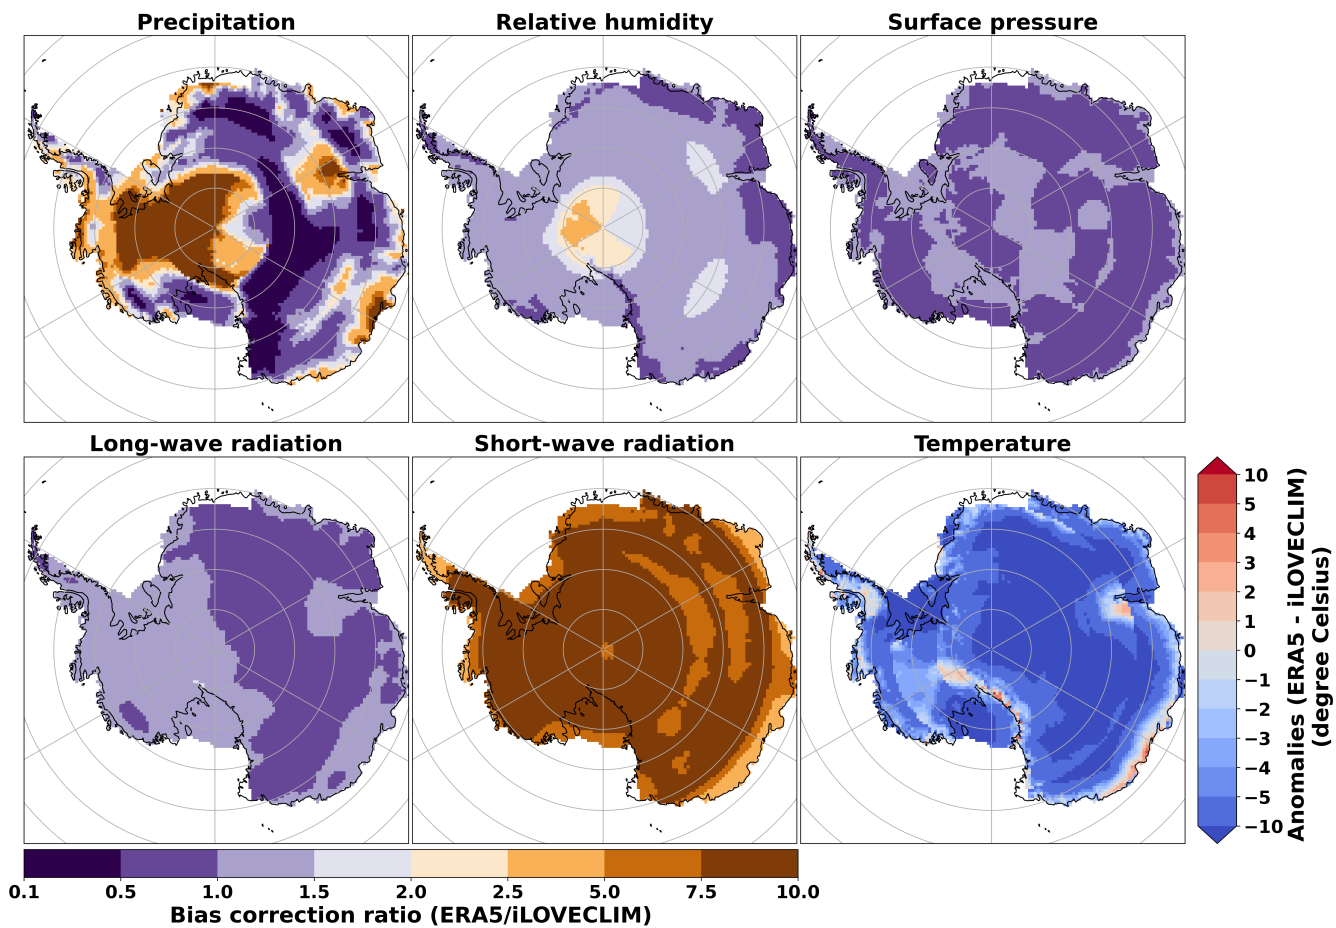 Precipitation
Relative humidity
Surface pressure
Long-wave radiation
Short-wave radiation
Temperature
10
5
4
3
2
1
0
−1
−2
−3
−4
−5
−10
Anomalies (ERA5 - iLOVECLIM)
(degree Celsius)
0.1 0.5 1.0 1.5 2.0 2.5 5.0 7.5 10.0
Bias correction ratio (ERA5/iLOVECLIM)